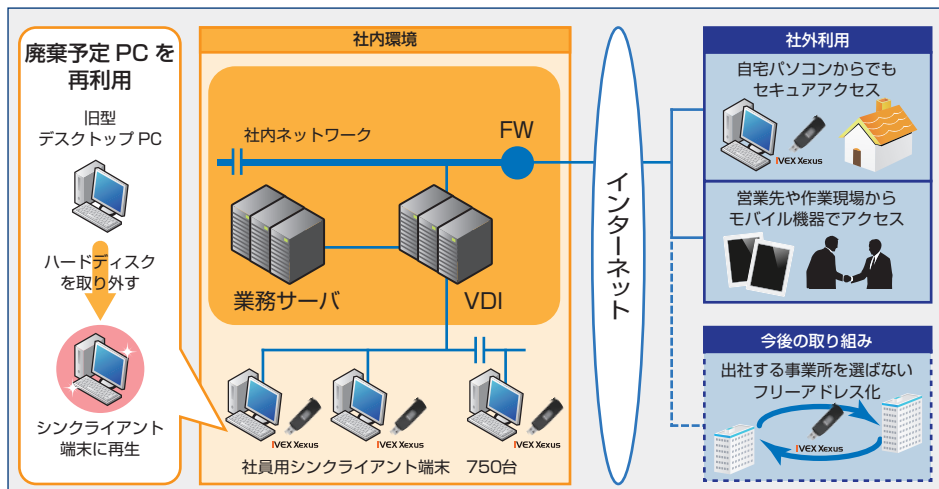 廃棄予定 PC を
再利用
旧型
デスクトップ PC
ハードディスク
を取り外す
シンクライアント
端末に再生
社内環境
社内ネットワーク
FW
業務サーバ
VDI
IVEX Xexus
IVEX Xexus
IVEX Xexus
社員用シンクライアント端末 750台
インターネット
社外利用
自宅パソコンからでも
セキュアアクセス
IVEX Xexus
営業先や作業現場から
モバイル機器でアクセス
今後の取り組み
出社する事業所を選ばない
フリーアドレス化
IVEX Xexus